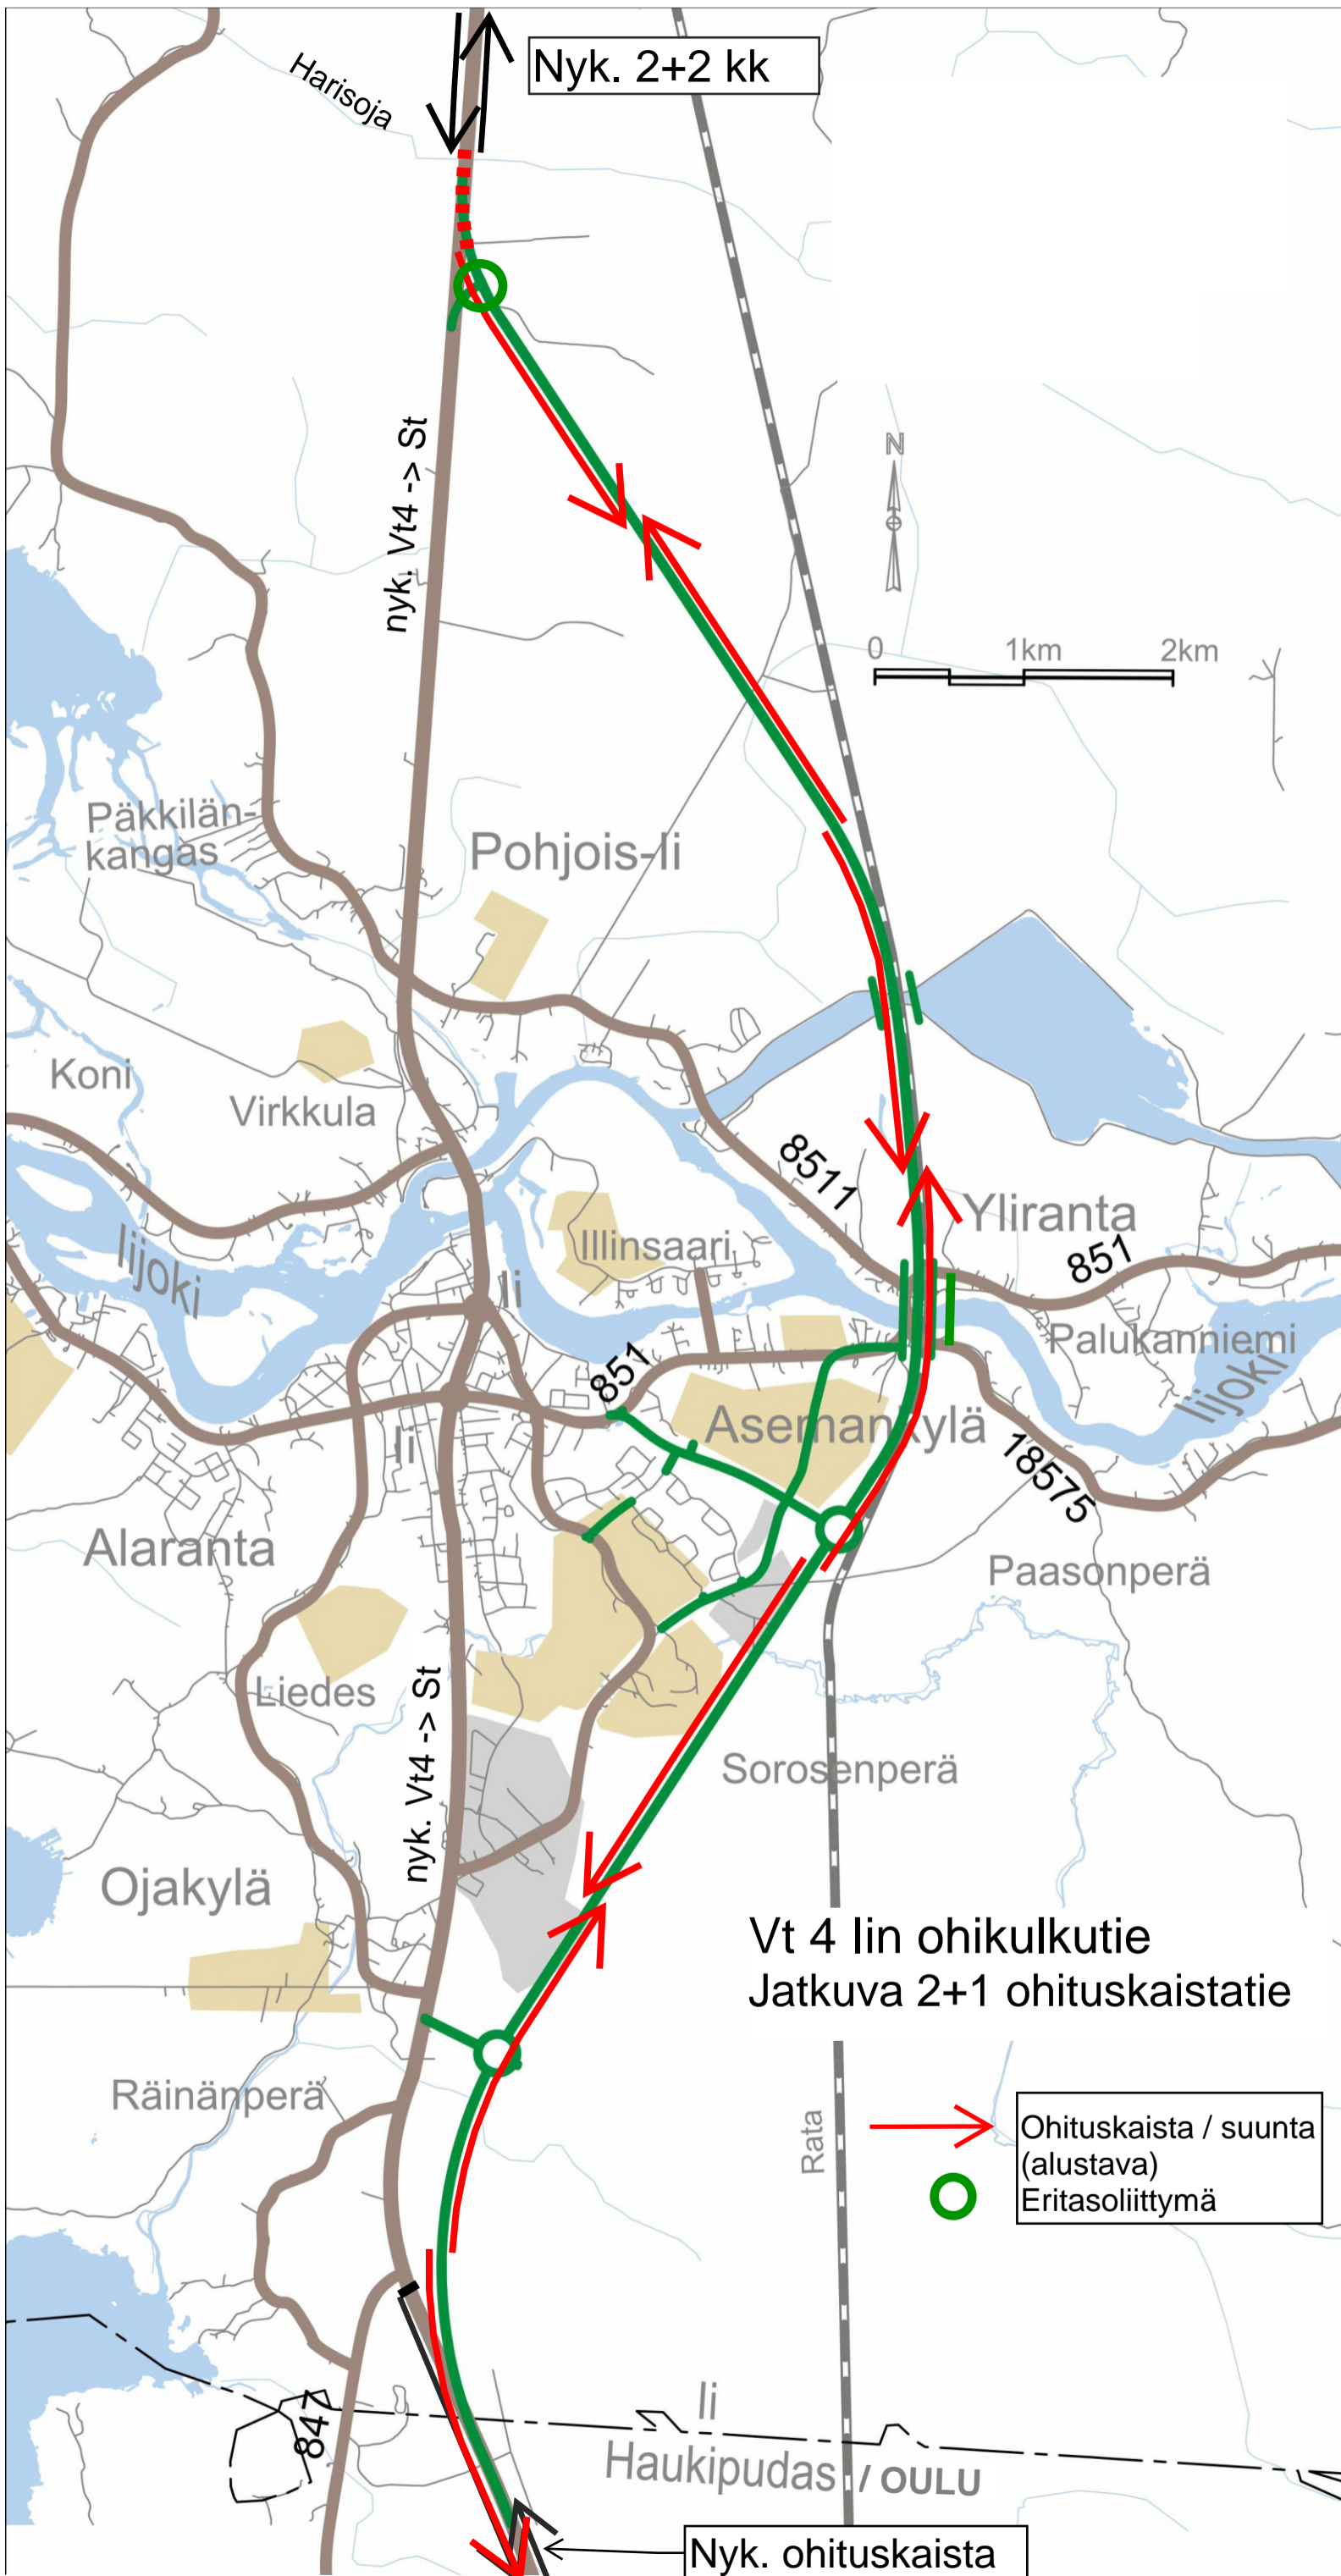 Nyk. 2+2 kk
Harisoja
nyk. Vt4 -> St
N
0 1km 2km
Päkkilän-
kangas
Pohjois-Ii
Koni
Virkkula
8511
Yliranta
851
Iijoki
Illinsaari
Ii
Palukanniemi
Iijoki
851
Asemankylä
Ii
18575
Alaranta
Paasonperä
Liedes
nyk. Vt4 -> St
Sorosenperä
Ojakylä
Vt 4 Iin ohikulkutie
Jatkuva 2+1 ohituskaistatie
Räinänperä
Rata
Ohituskaista / suunta
(alustava)
Eritasoliittymä
847
Ii
Haukipudas / OULU
Nyk. ohituskaista